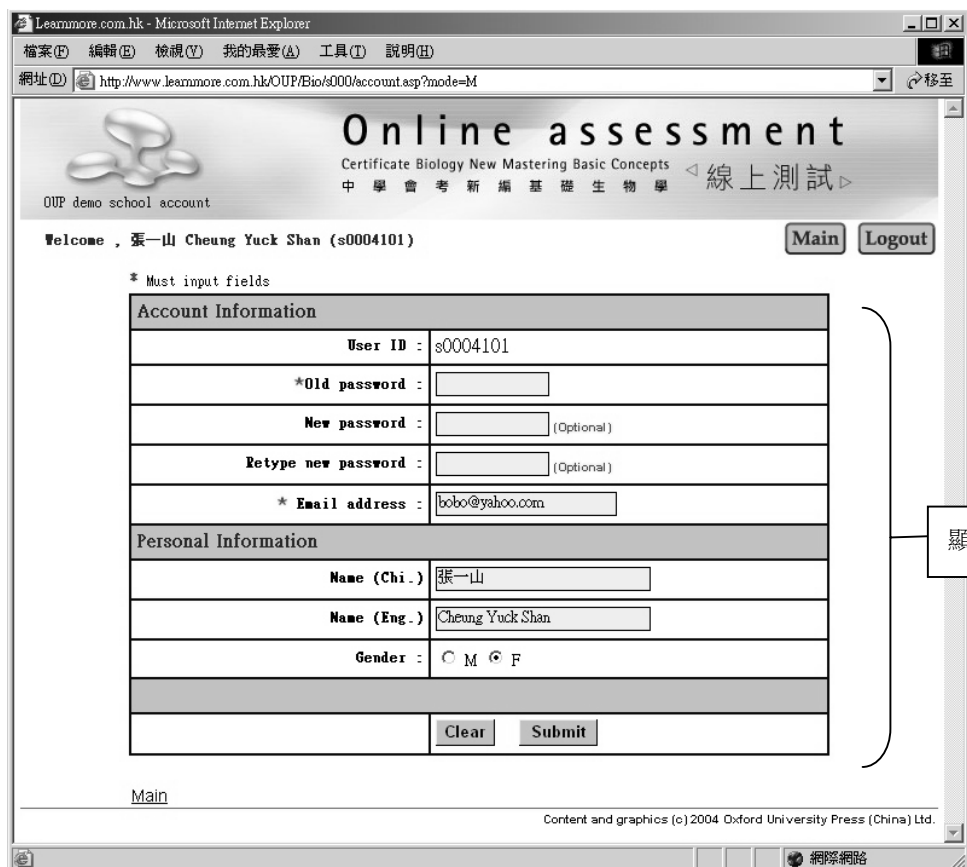 Learnmore.com.hk - Microsoft Internet Explorer
檔案(F) 編輯(E) 檢視(V) 我的最愛(A) 工具(T) 說明(H)
網址(D) http://www.learnmore.com.hk/OUP/Bio/s000/account.asp?mode=M 移至
Online assessment
Certificate Biology New Mastering Basic Concepts
中學會考新編基礎生物學 線上測試
OUP demo school account
Welcome , 張一山 Cheung Yuck Shan (s0004101) Main Logout
* Must input fields
Account Information
User ID : s0004101
*Old password :
New password : (Optional)
Retype new password : (Optional)
* Email address : bobo@yahoo.com
Personal Information
顯
Name (Chi.) 張一山
Name (Eng.) Cheung Yuck Shan
Gender : M F
Clear Submit
Main
Content and graphics (c) 2004 Oxford University Press (China) Ltd.
網際網路